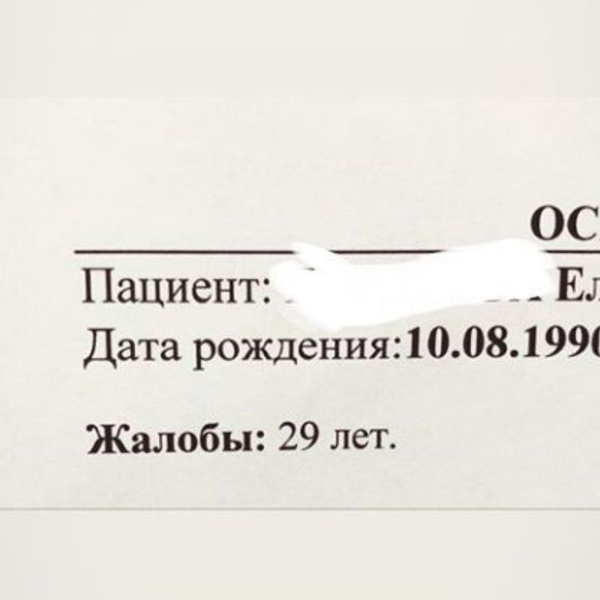 ОС
Пациент: Ел
Дата рождения:10.08.1990
Жалобы: 29 лет.